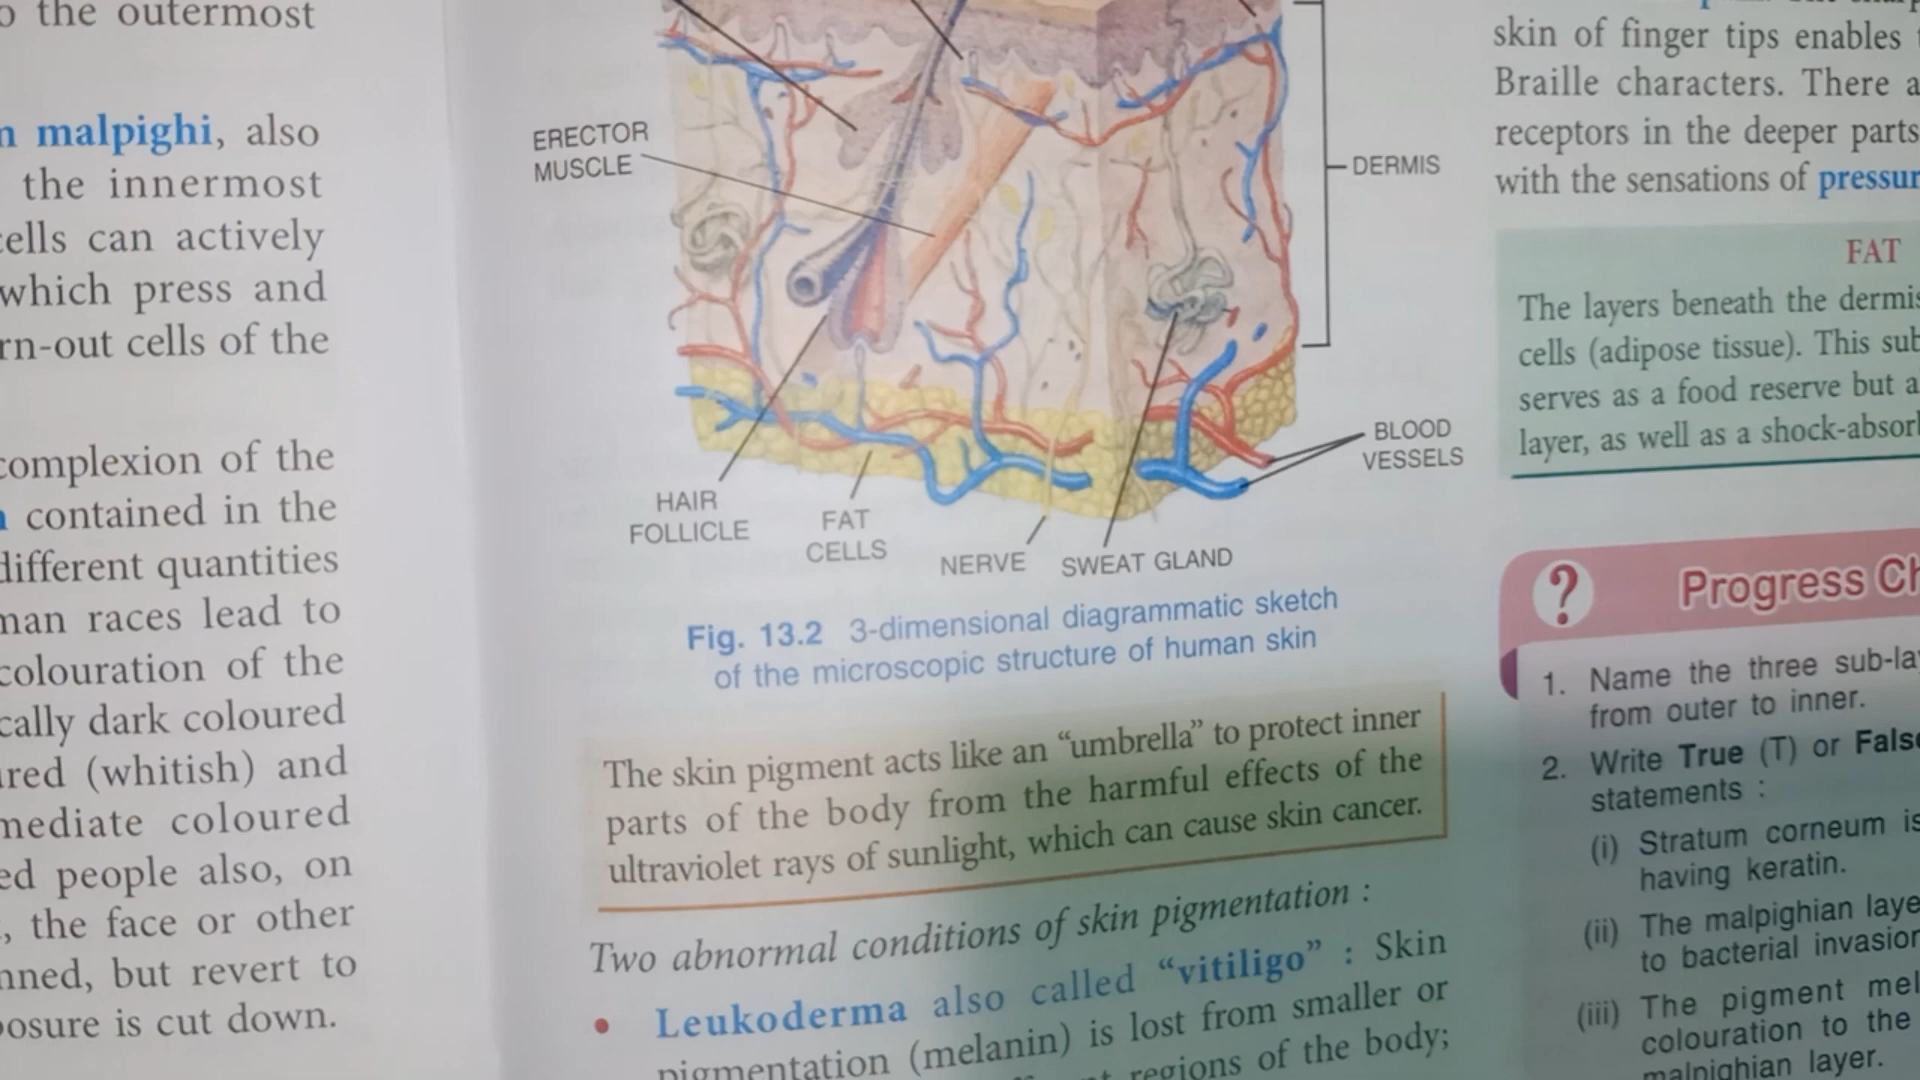 o the outermost
malpighi, also
the innermost
cells can actively
which press and
rn-out cells of the
complexion of the
contained in the
different quantities
man races lead to
colouration of the
cally dark coloured
red (whitish) and
mediate coloured
ed people also, on
, the face or other
nned, but revert to
posure is cut down.
ERECTOR
MUSCLE
DERMIS
BLOOD
VESSELS
HAIR
FOLLICLE
FAT
CELLS
NERVE
SWEAT GLAND
Fig. 13.2 3-dimensional diagrammatic sketch
of the microscopic structure of human skin
The skin pigment acts like an “umbrella” to protect inner
parts of the body from the harmful effects of the
ultraviolet rays of sunlight, which can cause skin cancer.
Two abnormal conditions of skin pigmentation :
• Leukoderma also called “vitiligo” : Skin
pigmentation (melanin) is lost from smaller or
regions of the body;
skin of finger tips enables
Braille characters. There a
receptors in the deeper parts
with the sensations of pressur
FAT
The layers beneath the dermis
cells (adipose tissue). This sub
serves as a food reserve but a
layer, as well as a shock-absor
? Progress Ch
1. Name the three sub-la
from outer to inner.
2. Write True (T) or False
statements :
(i) Stratum corneum is
having keratin.
(ii) The malpighian laye
to bacterial invasion
(iii) The pigment mel
colouration to the
malpighian layer.